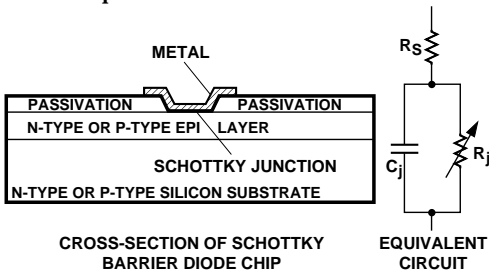 METAL
PASSIVATION PASSIVATION
N-TYPE OR P-TYPE EPI LAYER
SCHOTTKY JUNCTION
N-TYPE OR P-TYPE SILICON SUBSTRATE
CROSS-SECTION OF SCHOTTKY
BARRIER DIODE CHIP
RS
Cj
Rj
EQUIVALENT
CIRCUIT